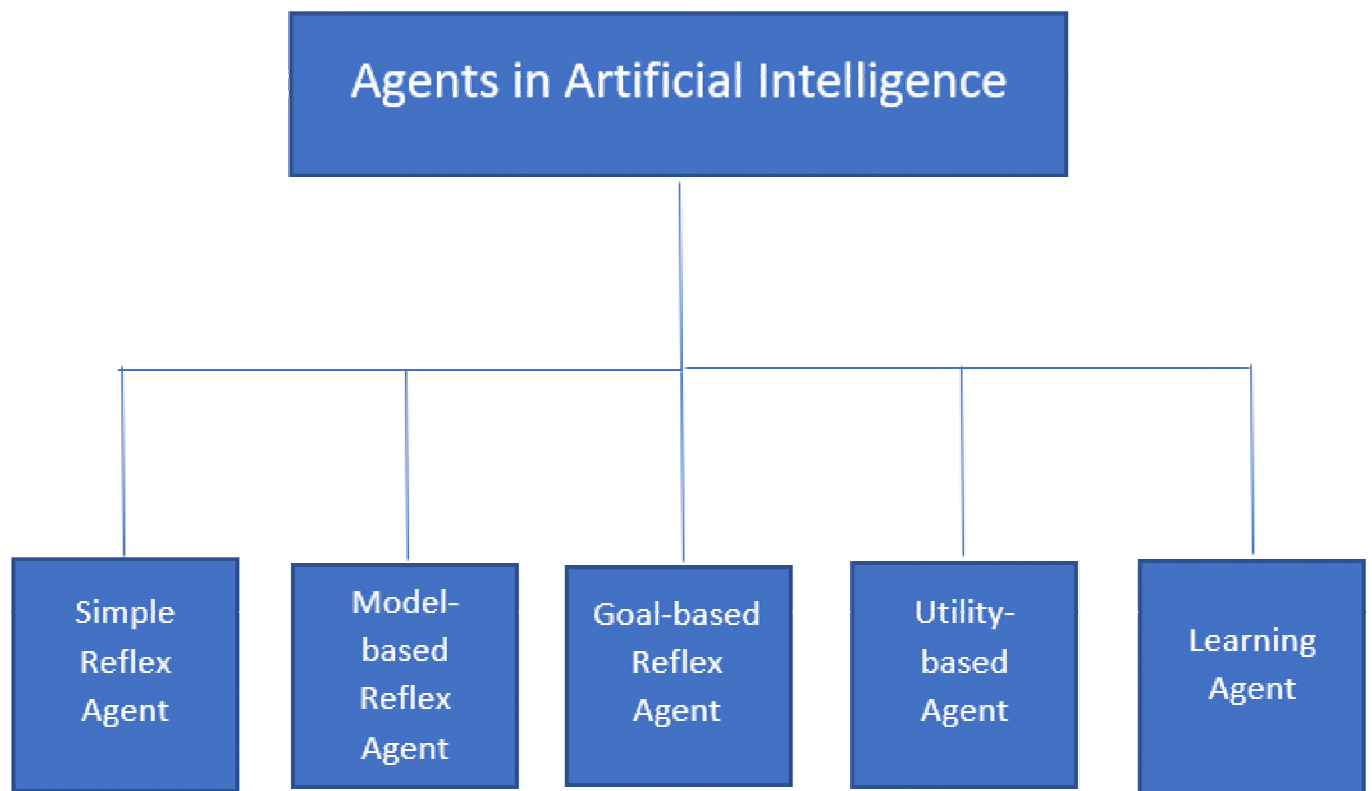 Agents in Artificial Intelligence
Simple
Reflex
Agent
Model-
based
Reflex
Agent
Goal-based
Reflex
Agent
Utility-
based
Agent
Learning
Agent